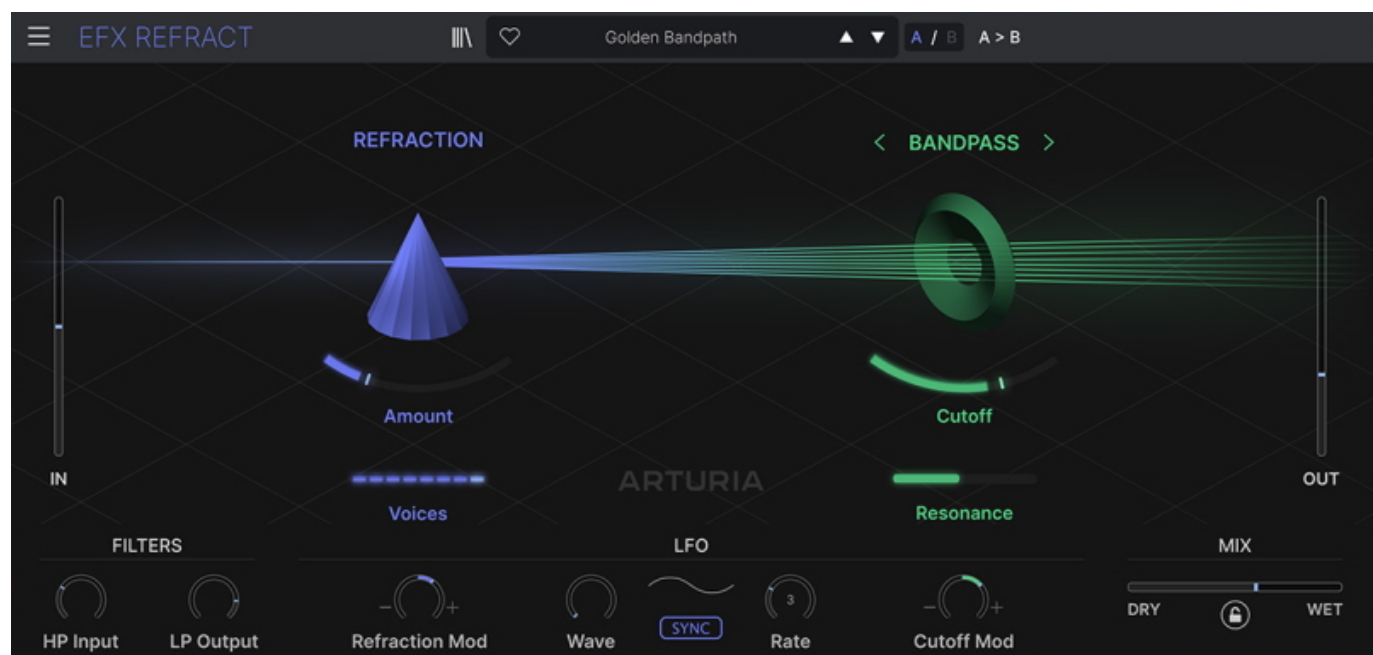 EFX REFRACT
Golden Bandpath
A / B
A > B
REFRACTION
< BANDPASS >
Amount
Cutoff
IN
OUT
ARTURIA
Voices
Resonance
FILTERS
LFO
MIX
DRY
WET
3
SYNC
HP Input
LP Output
Refraction Mod
Wave
Rate
Cutoff Mod